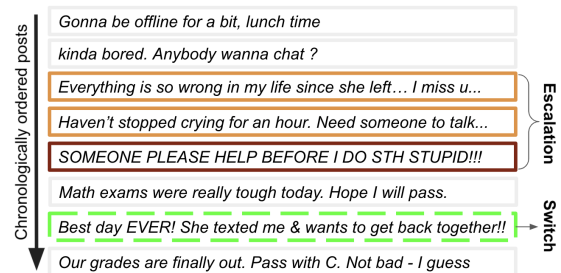 Chronologically ordered posts
Gonna be offline for a bit, lunch time
kinda bored. Anybody wanna chat ?
Everything is so wrong in my life since she left… I miss u...
Haven’t stopped crying for an hour. Need someone to talk...
SOMEONE PLEASE HELP BEFORE I DO STH STUPID!!!
Escalation
Math exams were really tough today. Hope I will pass.
Best day EVER! She texted me & wants to get back together!!
Switch
Our grades are finally out. Pass with C. Not bad - I guess